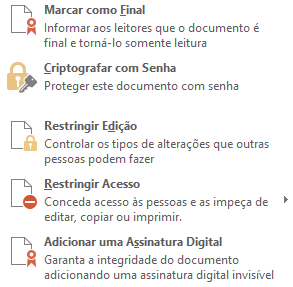 Marcar como Final
Informar aos leitores que o documento é
final e torná-lo somente leitura
Criptografar com Senha
Proteger este documento com senha
Restringir Edição
Controlar os tipos de alterações que outras
pessoas podem fazer
Restringir Acesso
Conceda acesso às pessoas e as impeça de
editar, copiar ou imprimir.
Adicionar uma Assinatura Digital
Garanta a integridade do documento
adicionando uma assinatura digital invisível